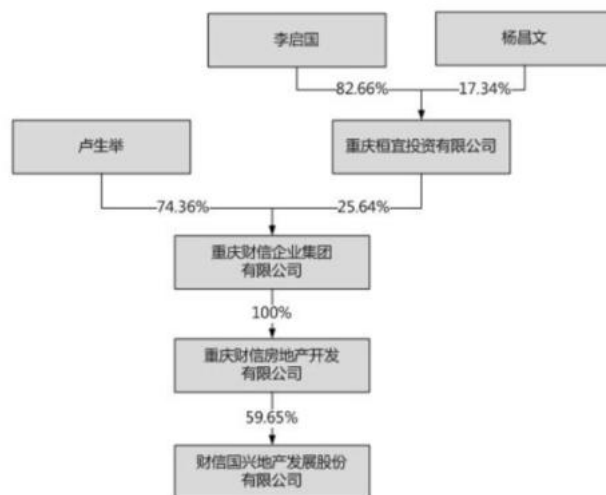 李启国
杨昌文
82.66%
17.34%
卢生举
重庆桓宜投资有限公司
74.36%
25.64%
重庆财信企业集团
有限公司
100%
重庆财信房地产开发
有限公司
59.65%
财信国兴地产发展股份
有限公司